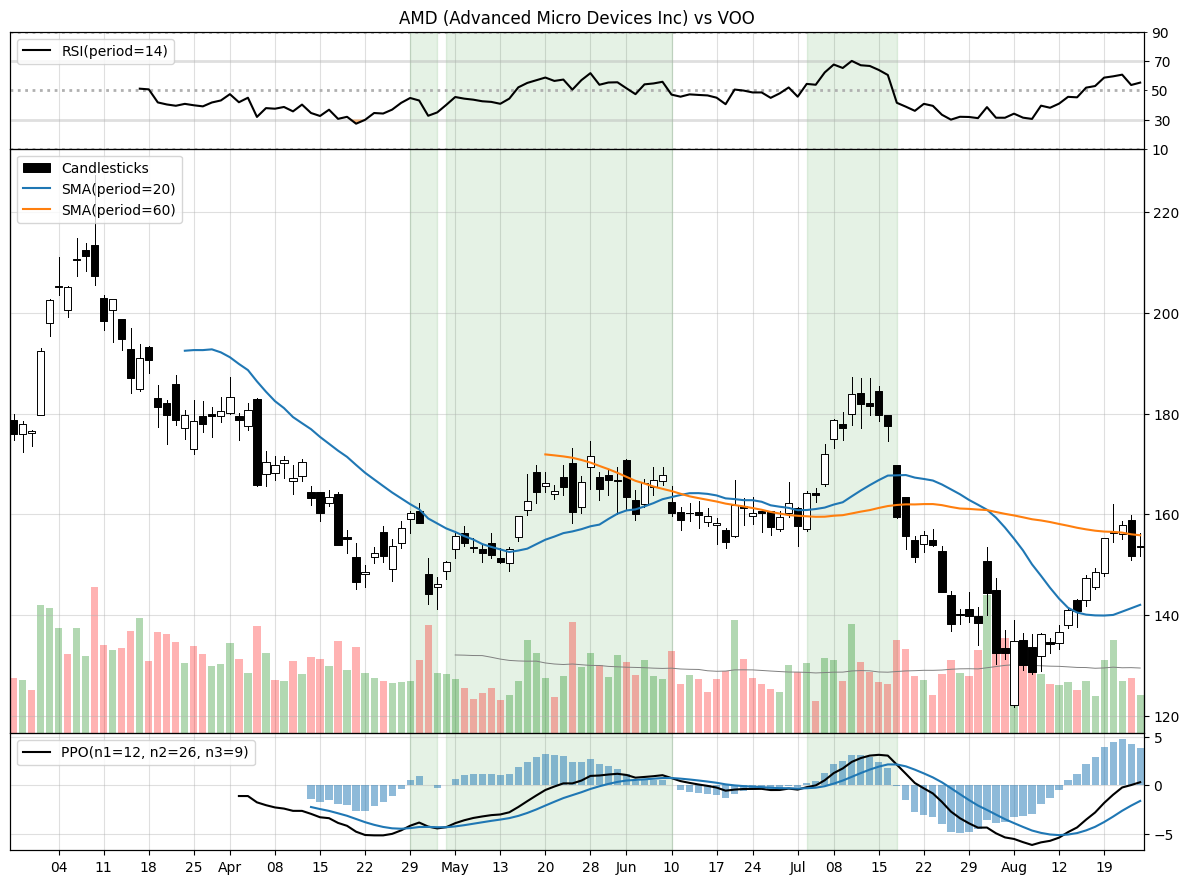 AMD (Advanced Micro Devices Inc) vs VOO
RSI(period=14)
90
70
50
30
10
Candlesticks
SMA(period=20)
SMA(period=60)
220
200
180
160
140
120
PPO(n1=12, n2=26, n3=9)
5
0
−5
04 11 18 25 Apr 08 15 22 29 May 13 20 28 Jun 10 17 24 Jul 08 15 22 29 Aug 12 19